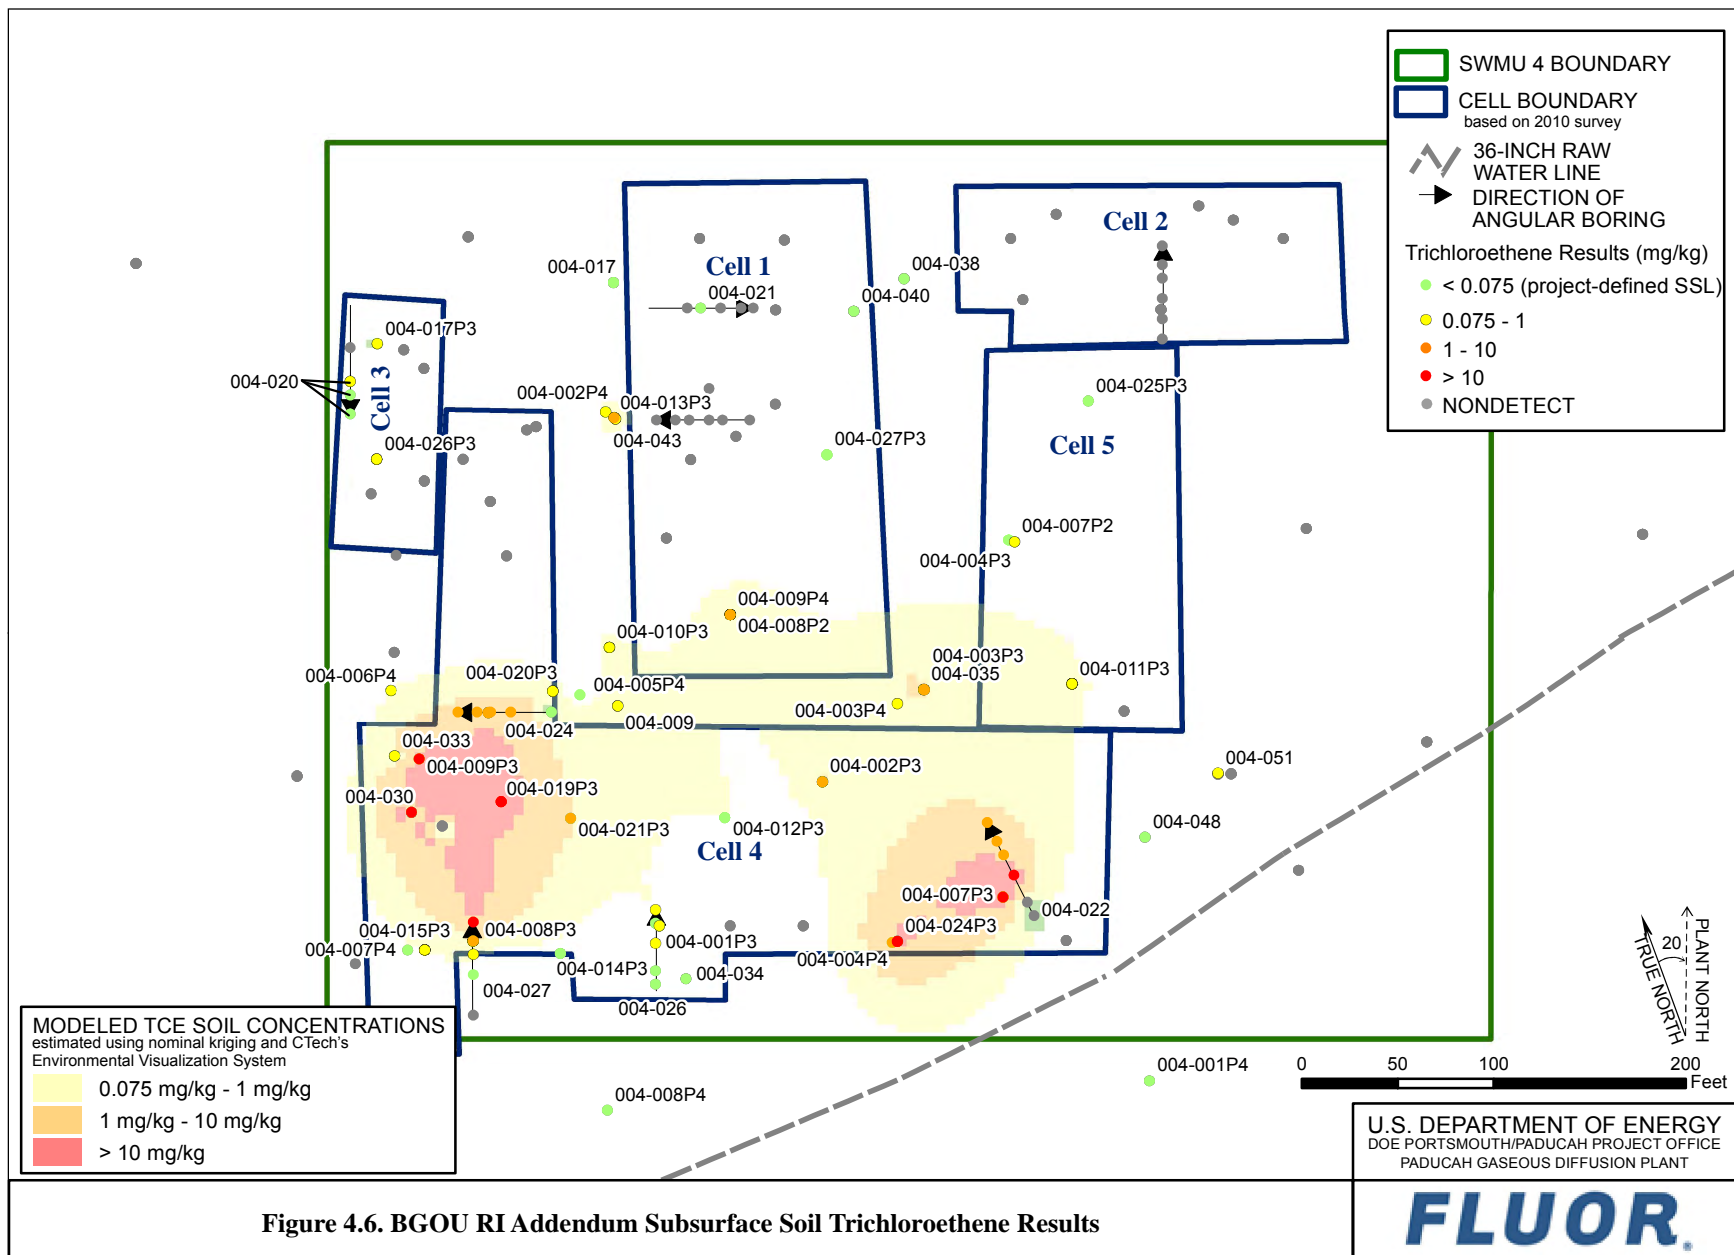 SWMU 4 BOUNDARY
CELL BOUNDARY
based on 2010 survey
36-INCH RAW
WATER LINE
DIRECTION OF
ANGULAR BORING
Trichloroethene Results (mg/kg)
< 0.075 (project-defined SSL)
0.075 - 1
1 - 10
> 10
NONDETECT
Cell 2
004-017
Cell 1
004-038
004-021
004-040
004-017P3
Cell 3
004-020
004-002P4
004-013P3
004-043
004-025P3
004-026P3
004-027P3
Cell 5
004-007P2
004-004P3
004-009P4
004-008P2
004-010P3
004-003P3
004-035
004-011P3
004-006P4
004-020P3
004-005P4
004-009
004-003P4
004-024
004-033
004-009P3
004-002P3
004-051
004-019P3
004-030
004-021P3
004-012P3
004-048
Cell 4
004-007P3
004-022
004-024P3
004-015P3
004-008P3
004-007P4
004-001P3
004-004P4
004-014P3
004-034
004-027
004-026
TRUE NORTH
20
PLANT NORTH
MODELED TCE SOIL CONCENTRATIONS
estimated using nominal kriging and CTech's
Environmental Visualization System
0.075 mg/kg - 1 mg/kg
1 mg/kg - 10 mg/kg
> 10 mg/kg
004-001P4
004-008P4
0 50 100 200
Feet
U.S. DEPARTMENT OF ENERGY
DOE PORTSMOUTH/PADUCAH PROJECT OFFICE
PADUCAH GASEOUS DIFFUSION PLANT
Figure 4.6. BGOU RI Addendum Subsurface Soil Trichloroethene Results
FLUOR.